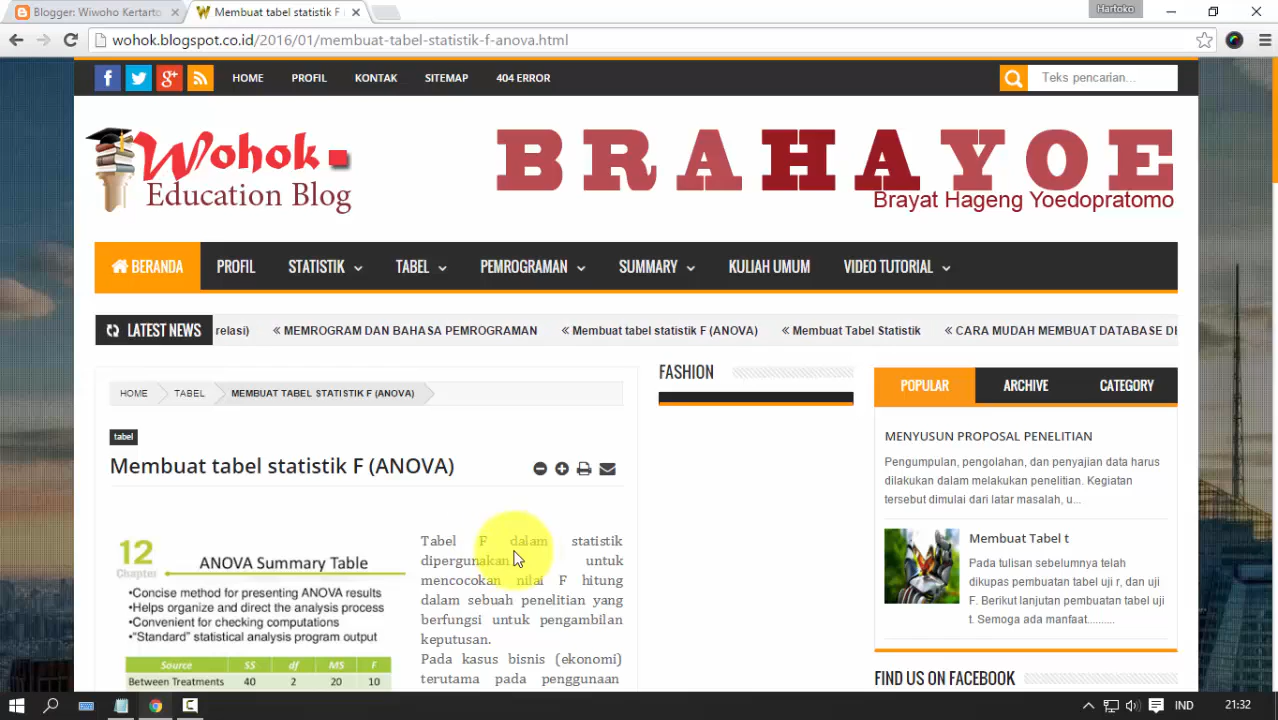 Blogger: Wiwoho Kertarto
Membuat tabel statistik F
Hartoko
wohok.blogspot.co.id/2016/01/membuat-tabel-statistik-f-anova.html
HOME PROFIL KONTAK SITEMAP 404 ERROR
Teks pencarian...
Wohok
Education Blog
BRAHAYOE
Brayat Hageng Yoedopratomo
BERANDA PROFIL STATISTIK TABEL PEMROGRAMAN SUMMARY KULIAH UMUM VIDEO TUTORIAL
LATEST NEWS relasi) « MEMROGRAM DAN BAHASA PEMROGRAMAN « Membuat tabel statistik F (ANOVA) « Membuat Tabel Statistik « CARA MUDAH MEMBUAT DATABASE DI
HOME TABEL MEMBUAT TABEL STATISTIK F (ANOVA)
tabel
Membuat tabel statistik F (ANOVA)
12
Chapter
ANOVA Summary Table
•Concise method for presenting ANOVA results
•Helps organize and direct the analysis process
•Convenient for checking computations
•“Standard” statistical analysis program output
Source SS df MS F
Between Treatments 40 2 20 10
Tabel F dalam statistik
dipergunakan untuk
mencocokan nilai F hitung
dalam sebuah penelitian yang
berfungsi untuk pengambilan
keputusan.
Pada kasus bisnis (ekonomi)
terutama pada penggunaan
FASHION
POPULAR ARCHIVE CATEGORY
MENYUSUN PROPOSAL PENELITIAN
Pengumpulan, pengolahan, dan penyajian data harus
dilakukan dalam melakukan penelitian. Kegiatan
tersebut dimulai dari latar masalah, u...
Membuat Tabel t
Pada tulisan sebelumnya telah
dikupas pembuatan tabel uji r, dan uji
F. Berikut lanjutan pembuatan tabel uji
t. Semoga ada manfaat.........
FIND US ON FACEBOOK
IND
21:32